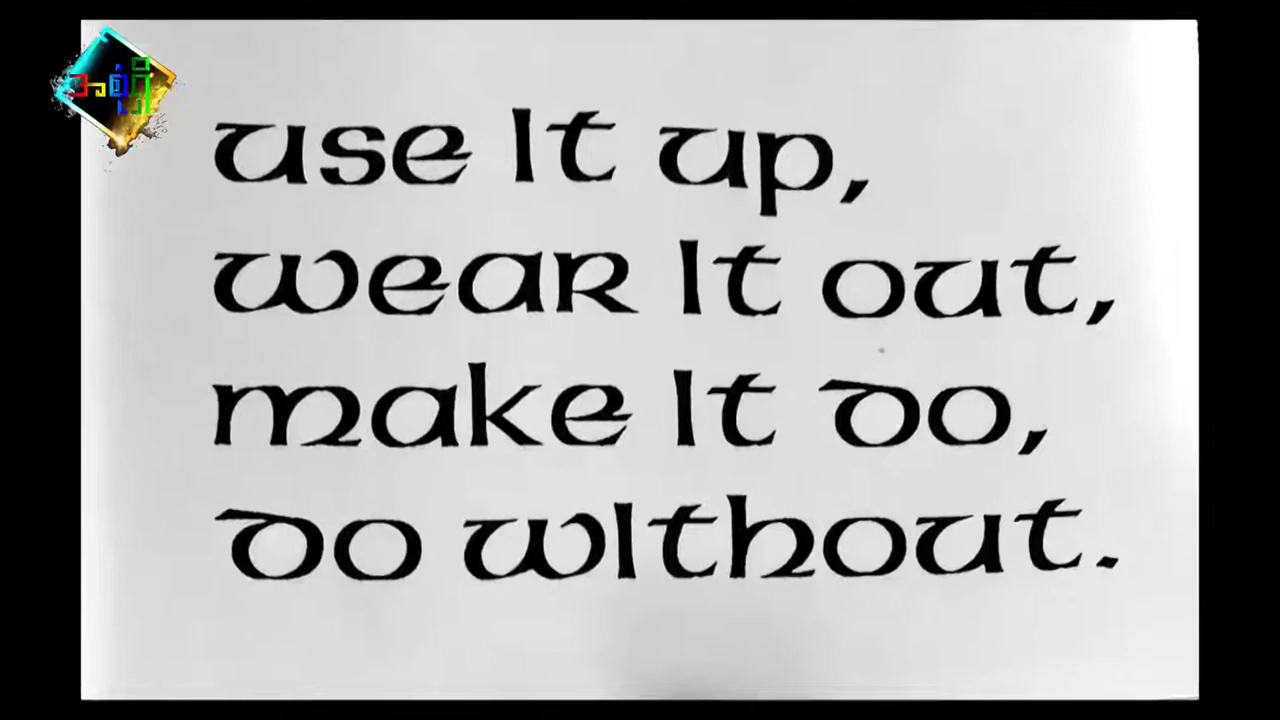 use it up,
wear it out,
make it do,
do without.